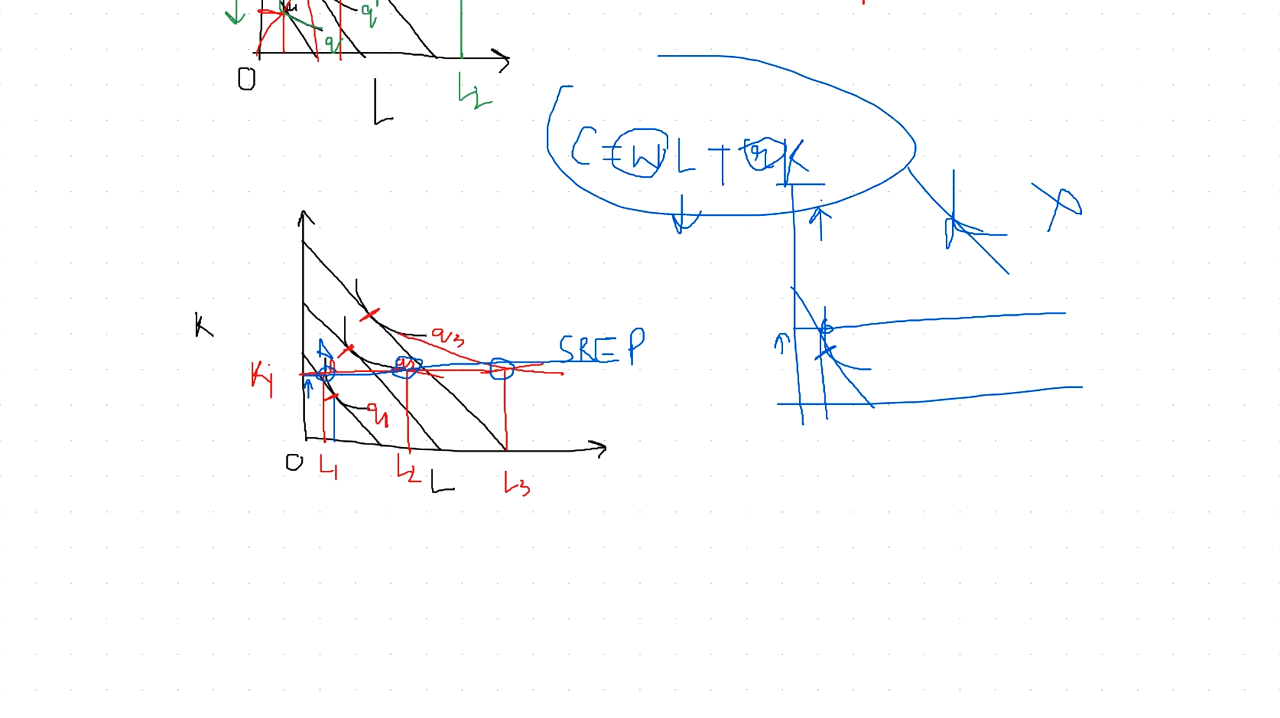 q'
q
O
L
L2
C = WL + rK
K
q3
SREP
A
q2
K1
q1
O
L1
L2
L
L3